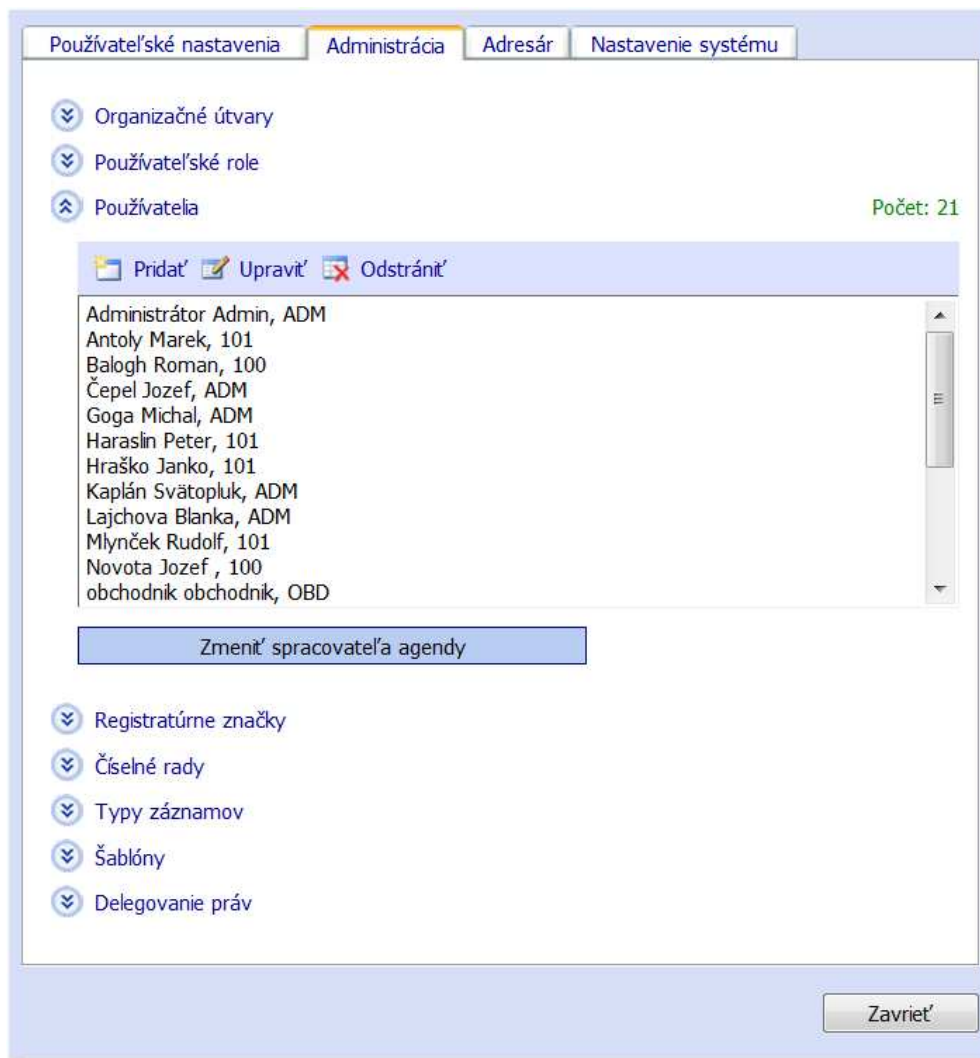 Používateľské nastavenia Administrácia Adresár Nastavenie systému
Organizačné útvary
Používateľské role
Používatelia Počet: 21
Pridať Upraviť Odstrániť
Administrátor Admin, ADM
Antoly Marek, 101
Balogh Roman, 100
Čepel Jozef, ADM
Goga Michal, ADM
Haraslin Peter, 101
Hraško Janko, 101
Kaplán Svätopluk, ADM
Lajchova Blanka, ADM
Mlynček Rudolf, 101
Novota Jozef , 100
obchodnik obchodnik, OBD
Zmeniť spracovateľa agendy
Registratúrne značky
Číselné rady
Typy záznamov
Šablóny
Delegovanie práv
Zavrieť